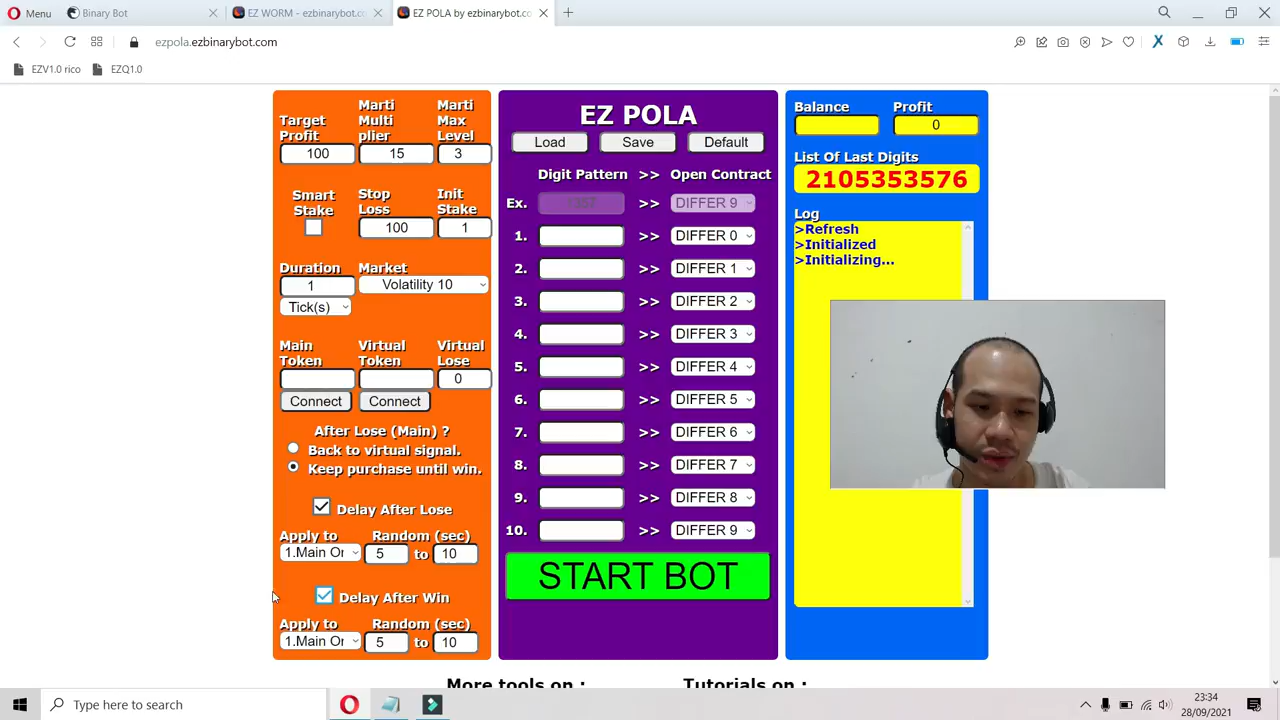 Menu
Binary Bot
EZ WORM - ezbinarybot.co
EZ POLA by ezbinarybot.co
ezpola.ezbinarybot.com
EZV1.0 rico
EZQ1.0
Target Profit
Marti Multi plier
Marti Max Level
100
15
3
Smart Stake
Stop Loss
Init Stake
100
1
Duration
Market
1
Volatility 10
Tick(s)
Main Token
Virtual Token
Virtual Lose
0
Connect
Connect
After Lose (Main) ?
Back to virtual signal.
Keep purchase until win.
Delay After Lose
Apply to
Random (sec)
1.Main Or
5
to
10
Delay After Win
Apply to
Random (sec)
1.Main Or
5
to
10
EZ POLA
Load
Save
Default
Digit Pattern >> Open Contract
Ex.
>>
DIFFER 9
1. >> DIFFER 0
2. >> DIFFER 1
3. >> DIFFER 2
4. >> DIFFER 3
5. >> DIFFER 4
6. >> DIFFER 5
7. >> DIFFER 6
8. >> DIFFER 7
9. >> DIFFER 8
10. >> DIFFER 9
START BOT
Balance
Profit
0
List Of Last Digits
2105353576
Log
>Refresh
>Initialized
>Initializing...
More tools on :
Tutorials on :
Type here to search
23:34
28/09/2021